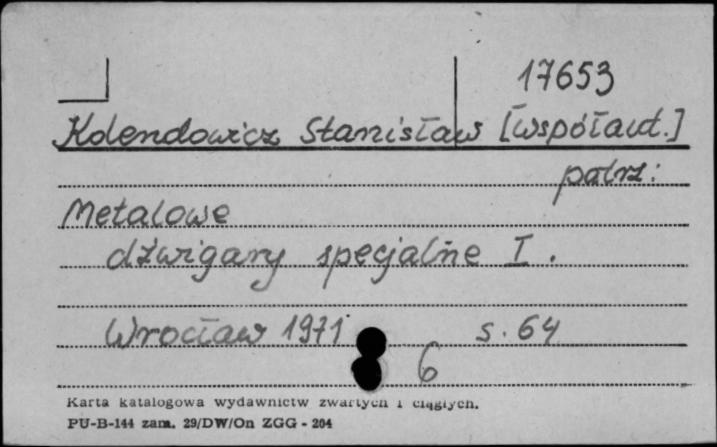 17653
Kolendowicz Stanisław [współaut.]
patrz:
Metalowe
dźwigary specjalne I.
Wrocław 1971 s. 64
6
Karta katalogowa wydawnictw zwartych i ciągłych.
PU-B-144 zam. 29/DW/On ZGG - 204